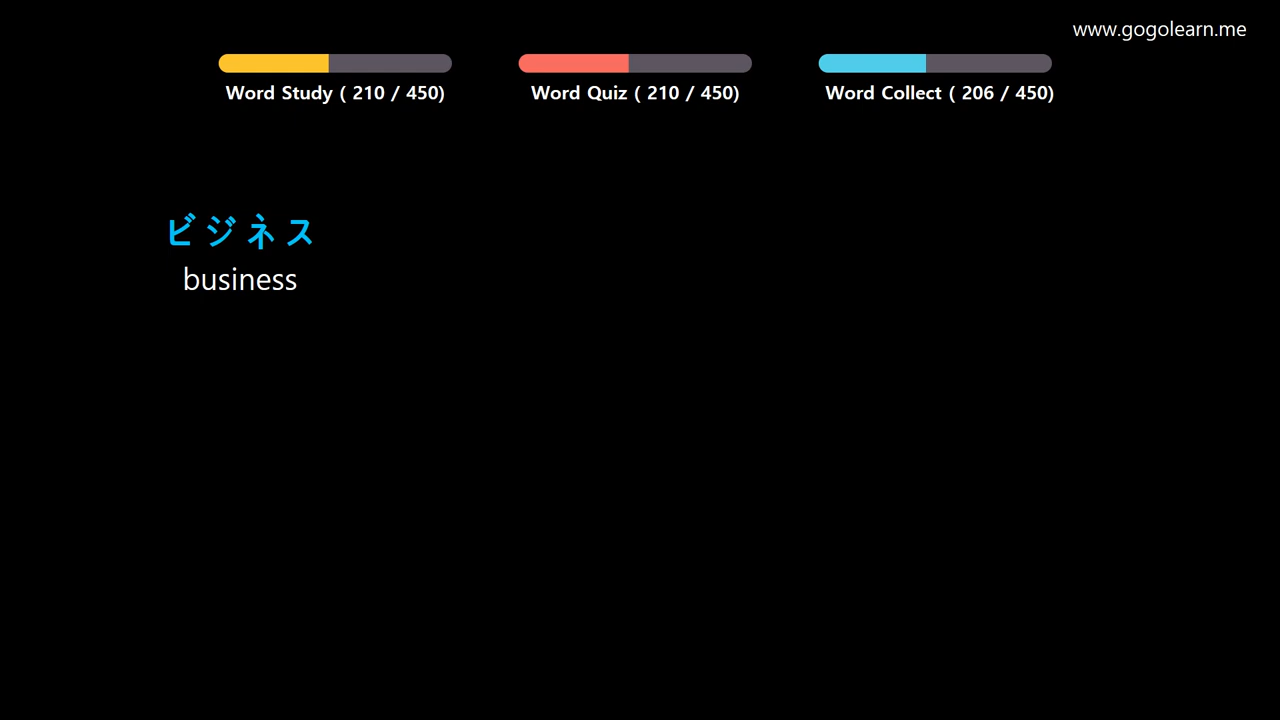 www.gogolearn.me
Word Study ( 210 / 450)
Word Quiz ( 210 / 450)
Word Collect ( 206 / 450)
ビジネス
business